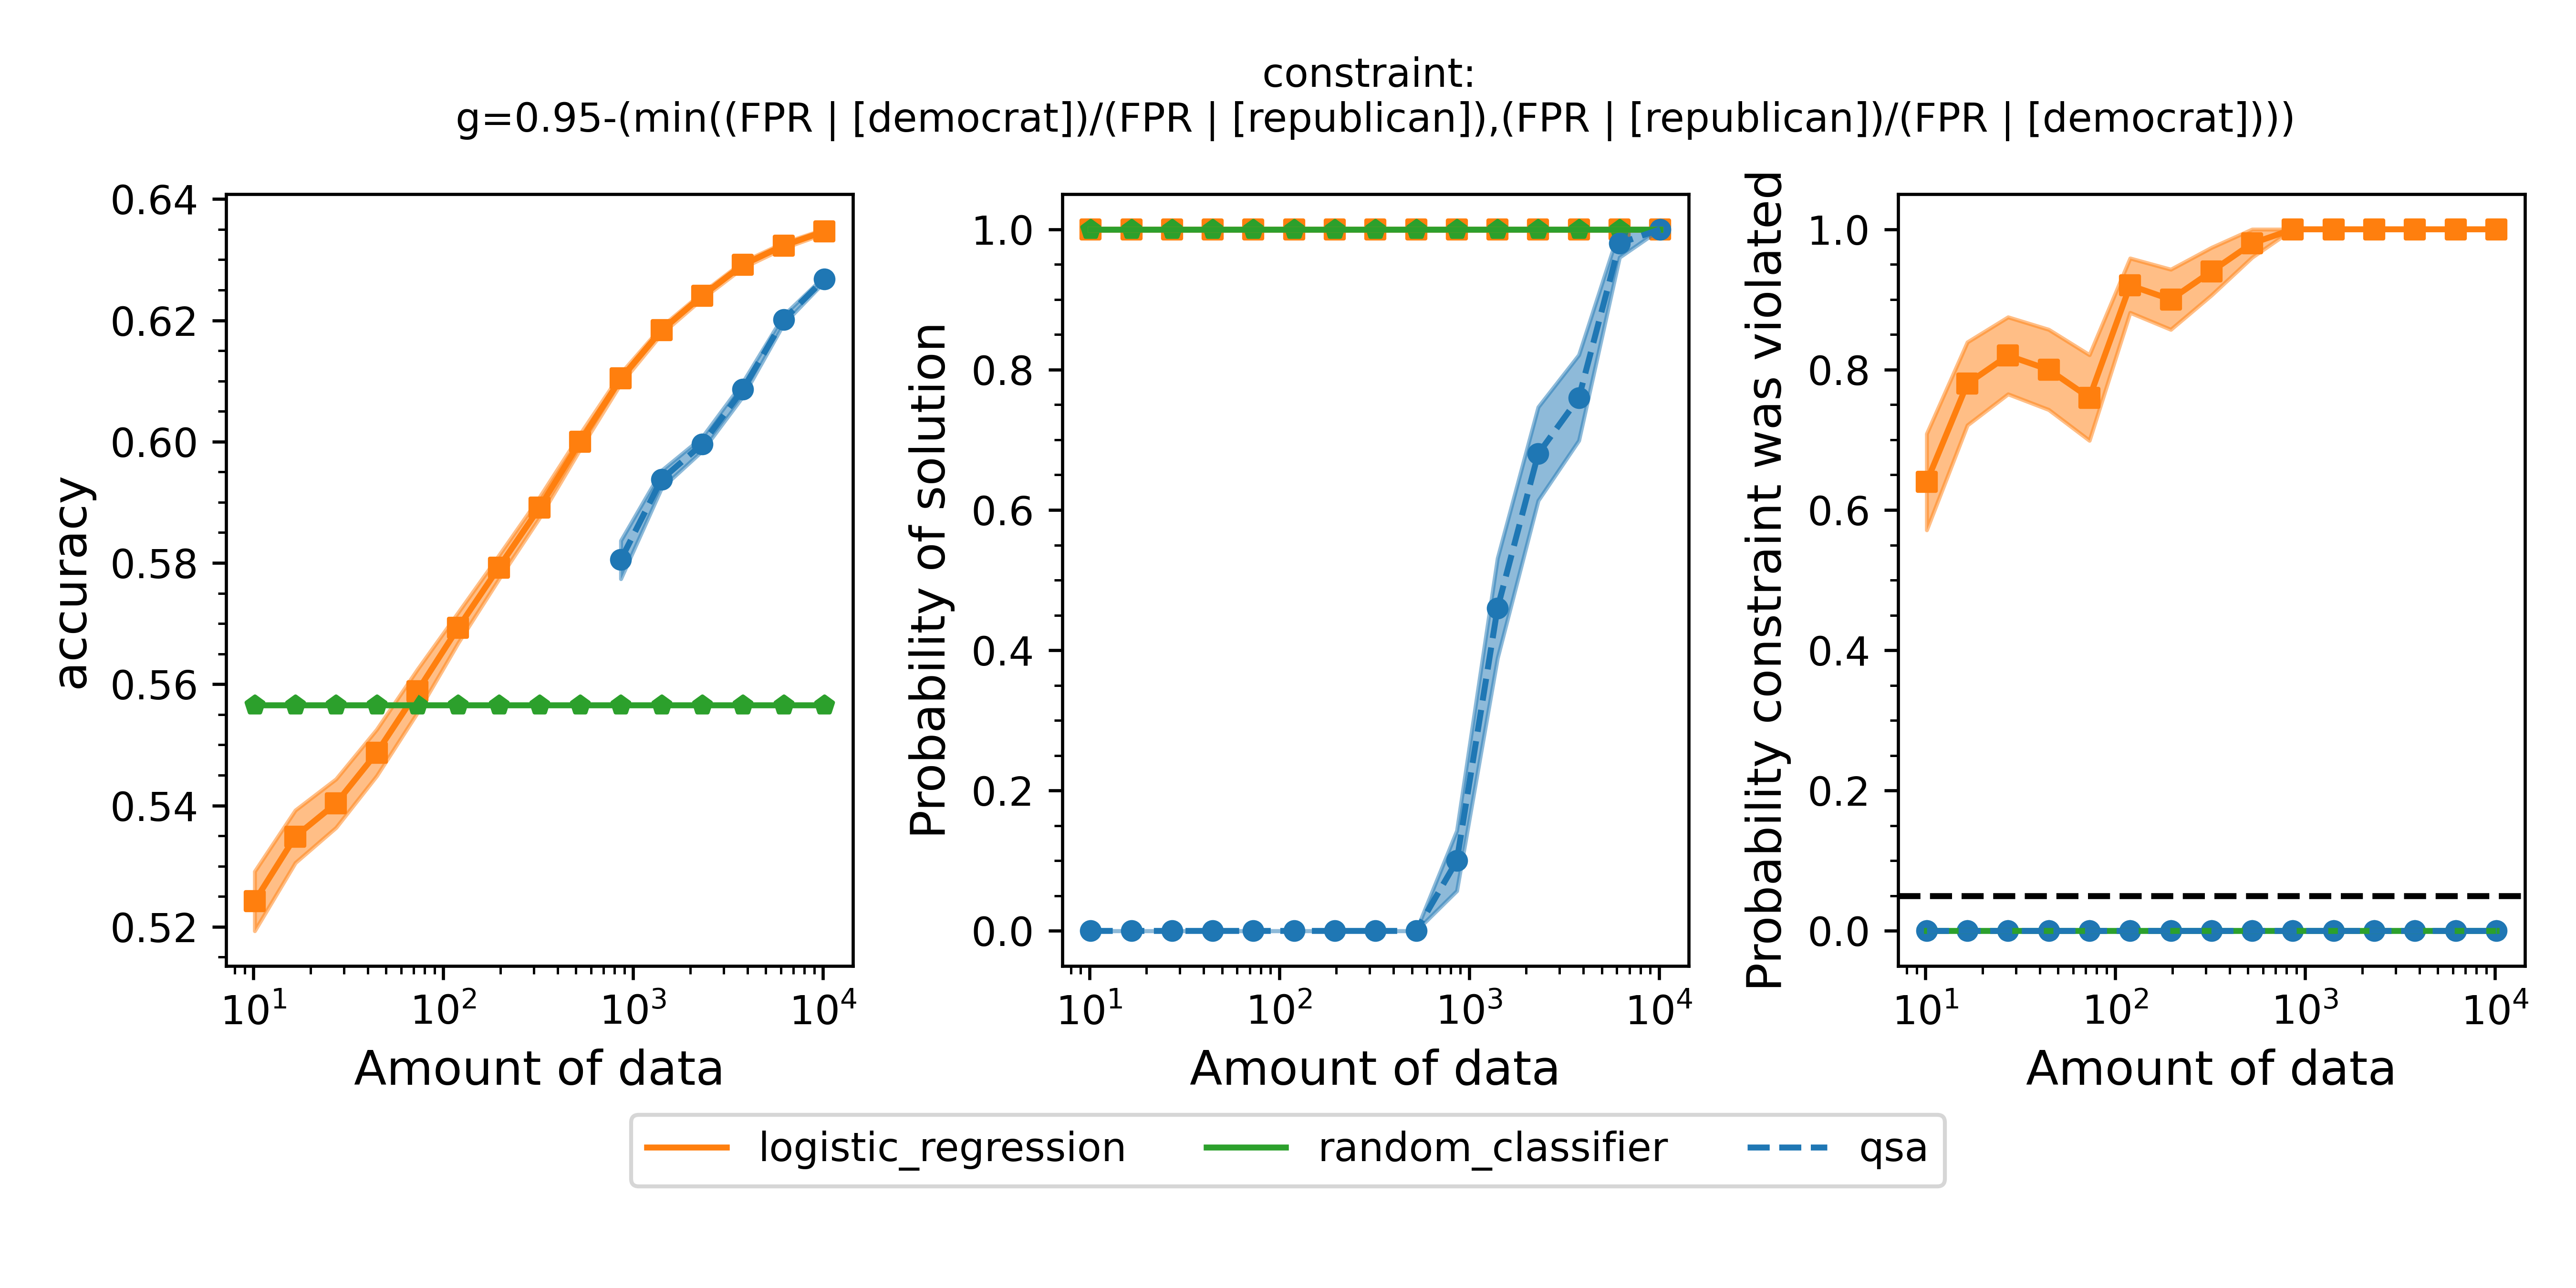 constraint:
g=0.95-(min((FPR | [democrat])/(FPR | [republican]),(FPR | [republican])/(FPR | [democrat])))
accuracy
0.64
0.62
0.60
0.58
0.56
0.54
0.52
10¹ 10² 10³ 10⁴
Amount of data
Probability of solution
1.0
0.8
0.6
0.4
0.2
0.0
10¹ 10² 10³ 10⁴
Amount of data
Probability constraint was violated
1.0
0.8
0.6
0.4
0.2
0.0
10¹ 10² 10³ 10⁴
Amount of data
logistic_regression random_classifier qsa